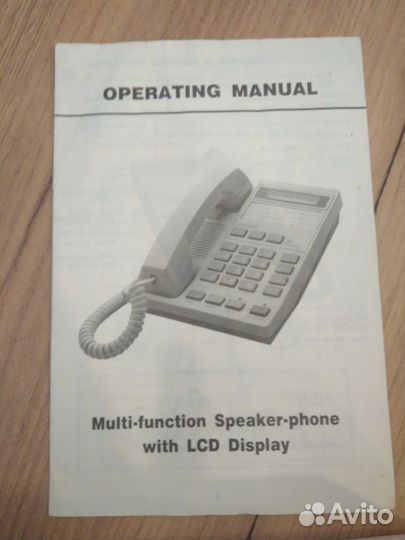 OPERATING MANUAL
Multi-function Speaker-phone
with LCD Display
Avito